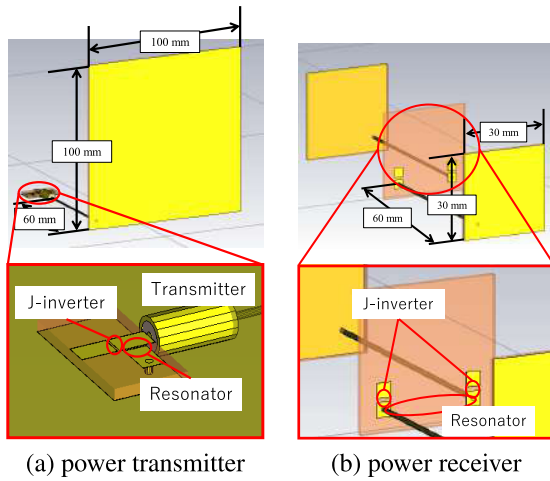 100 mm
100 mm
60 mm
J-inverter
Transmitter
Resonator
(a) power transmitter
30 mm
30 mm
60 mm
J-inverter
Resonator
(b) power receiver